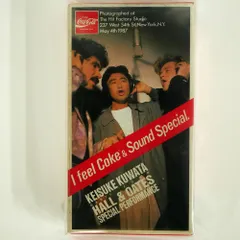 Coca-Cola
Photographed at
The Hit Factory Studio
237 West 54th St. New York, N.Y.
May 4th 1987
I feel Coke & Sound Special.
KEISUKE KUWATA
HALL & OATES
SPECIAL PERFORMANCE